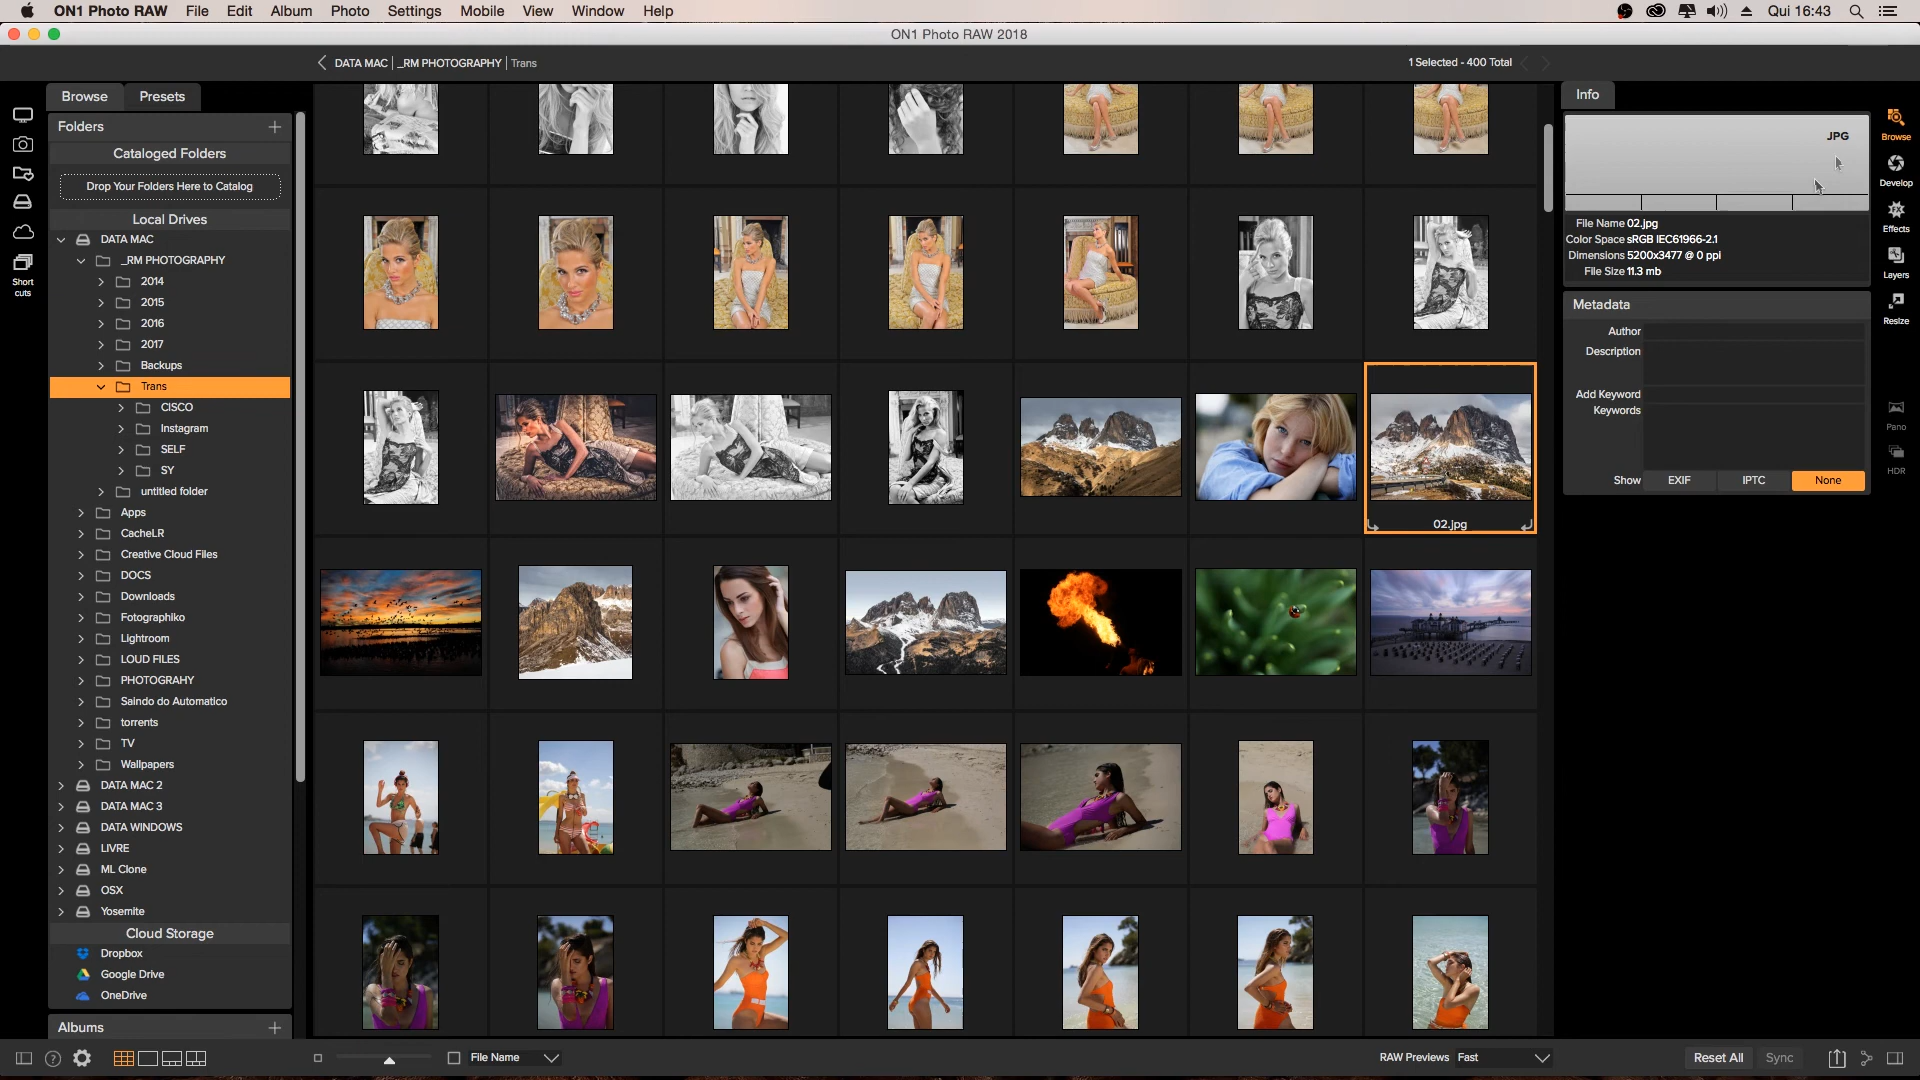 ON1 Photo RAW File Edit Album Photo Settings Mobile View Window Help Qui 16:43
ON1 Photo RAW 2018
DATA MAC | _RM PHOTOGRAPHY | Trans 1 Selected - 400 Total
Browse Presets
Folders
Cataloged Folders
Drop Your Folders Here to Catalog
Local Drives
DATA MAC
_RM PHOTOGRAPHY
2014
2015
2016
2017
Backups
Trans
CISCO
Instagram
SELF
SY
untitled folder
Apps
CacheLR
Creative Cloud Files
DOCS
Downloads
Fotographiko
Lightroom
LOUD FILES
PHOTOGRAHY
Saindo do Automatico
torrents
TV
Wallpapers
DATA MAC 2
DATA MAC 3
DATA WINDOWS
LIVRE
ML Clone
OSX
Yosemite
Cloud Storage
Dropbox
Google Drive
OneDrive
Albums
Short
cuts
02.jpg
Info
JPG
File Name 02.jpg
Color Space sRGB IEC61966-2.1
Dimensions 5200x3477 @ 0 ppi
File Size 11.3 mb
Metadata
Author
Description
Add Keyword
Keywords
Show EXIF IPTC None
Browse
Develop
Effects
Layers
Resize
Pano
HDR
File Name RAW Previews Fast Reset All Sync